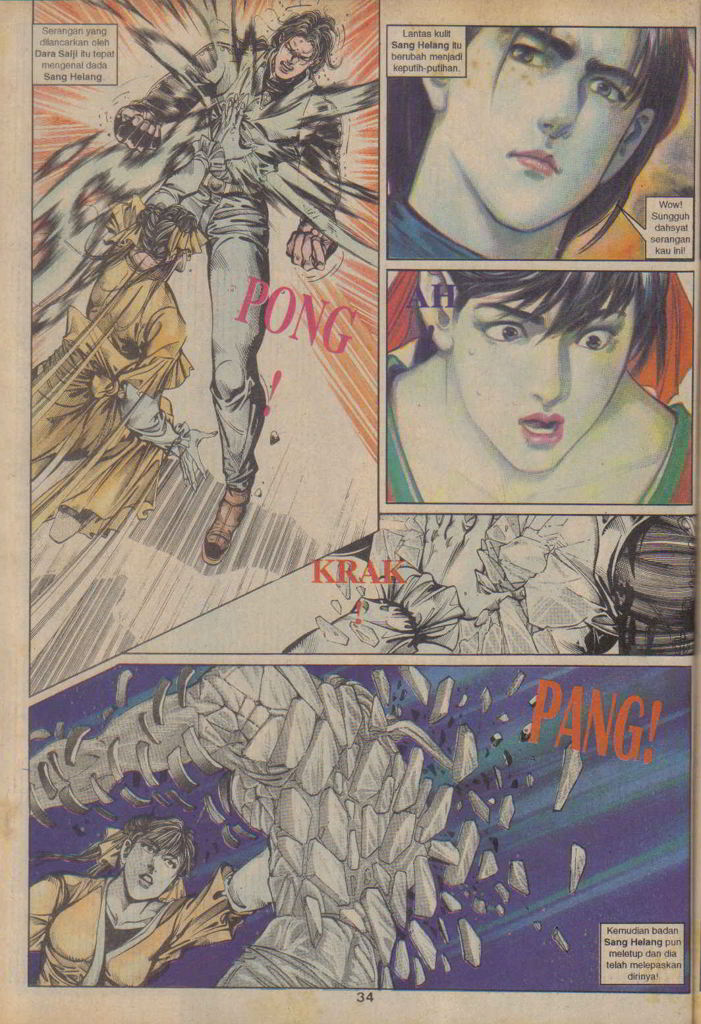 Serangan yang
dilancarkan oleh
Dara Salji itu tepat
mengenai dada
Sang Helang.
Lantas kulit
Sang Helang itu
berubah menjadi
keputih-putihan.
Wow!
Sungguh
dahsyat
serangan
kau ini!
PONG
!
AH
KRAK
!
PANG!
Kemudian badan
Sang Helang pun
meletup dan dia
telah melepaskan
dirinya!
34